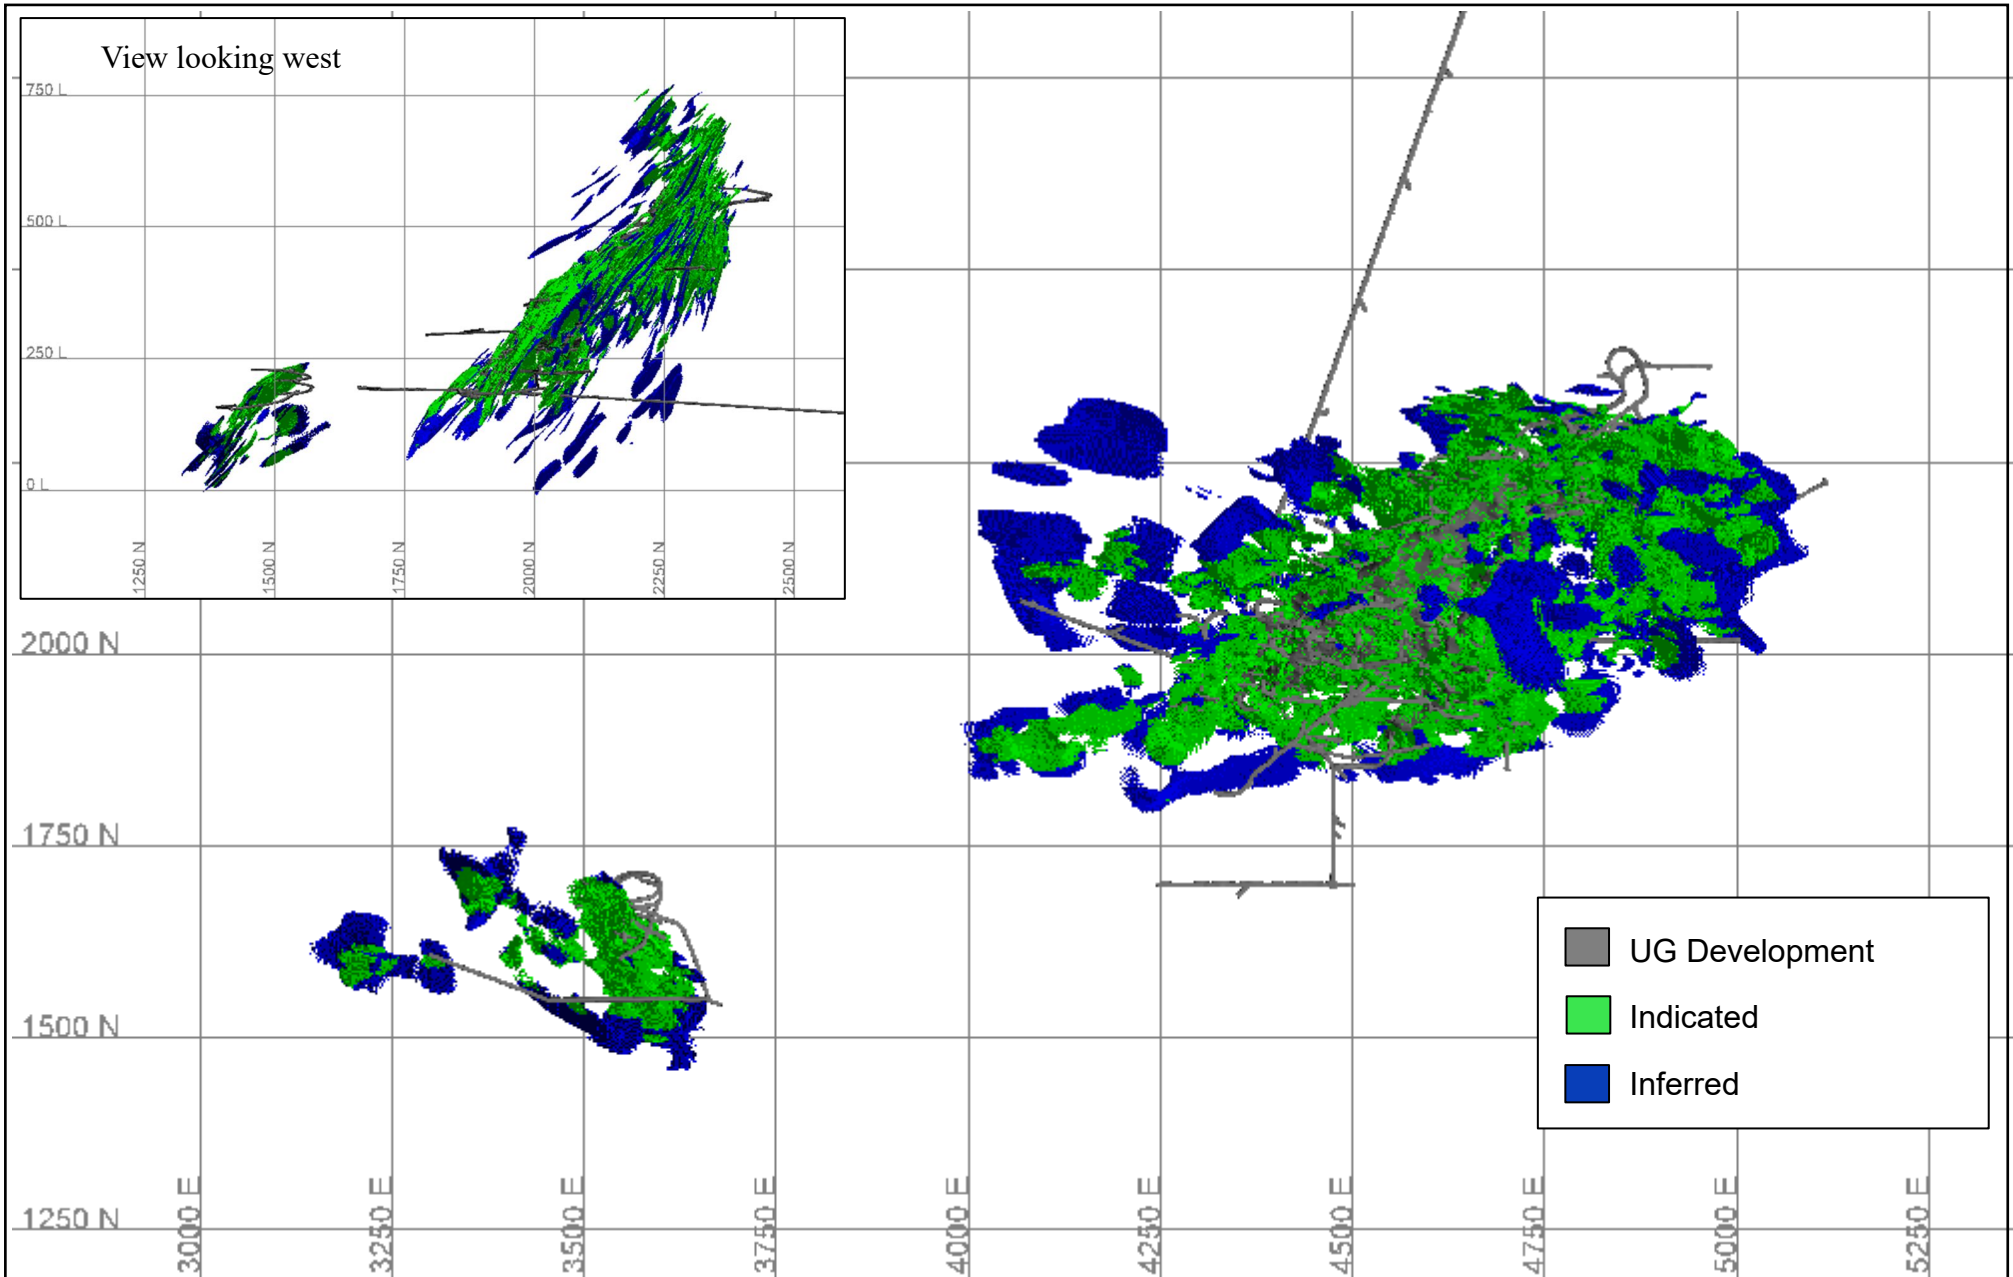 View looking west
750 L
500 L
250 L
0 L
1250 N
1500 N
1750 N
2000 N
2250 N
2500 N
2000 N
1750 N
1500 N
1250 N
3000 E
3250 E
3500 E
3750 E
4000 E
4250 E
4500 E
4750 E
5000 E
5250 E
UG Development
Indicated
Inferred